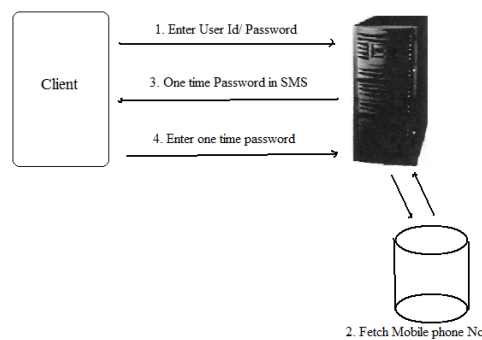 1. Enter User Id/ Password
Client
3. One time Password in SMS
4. Enter one time password
2. Fetch Mobile phone No